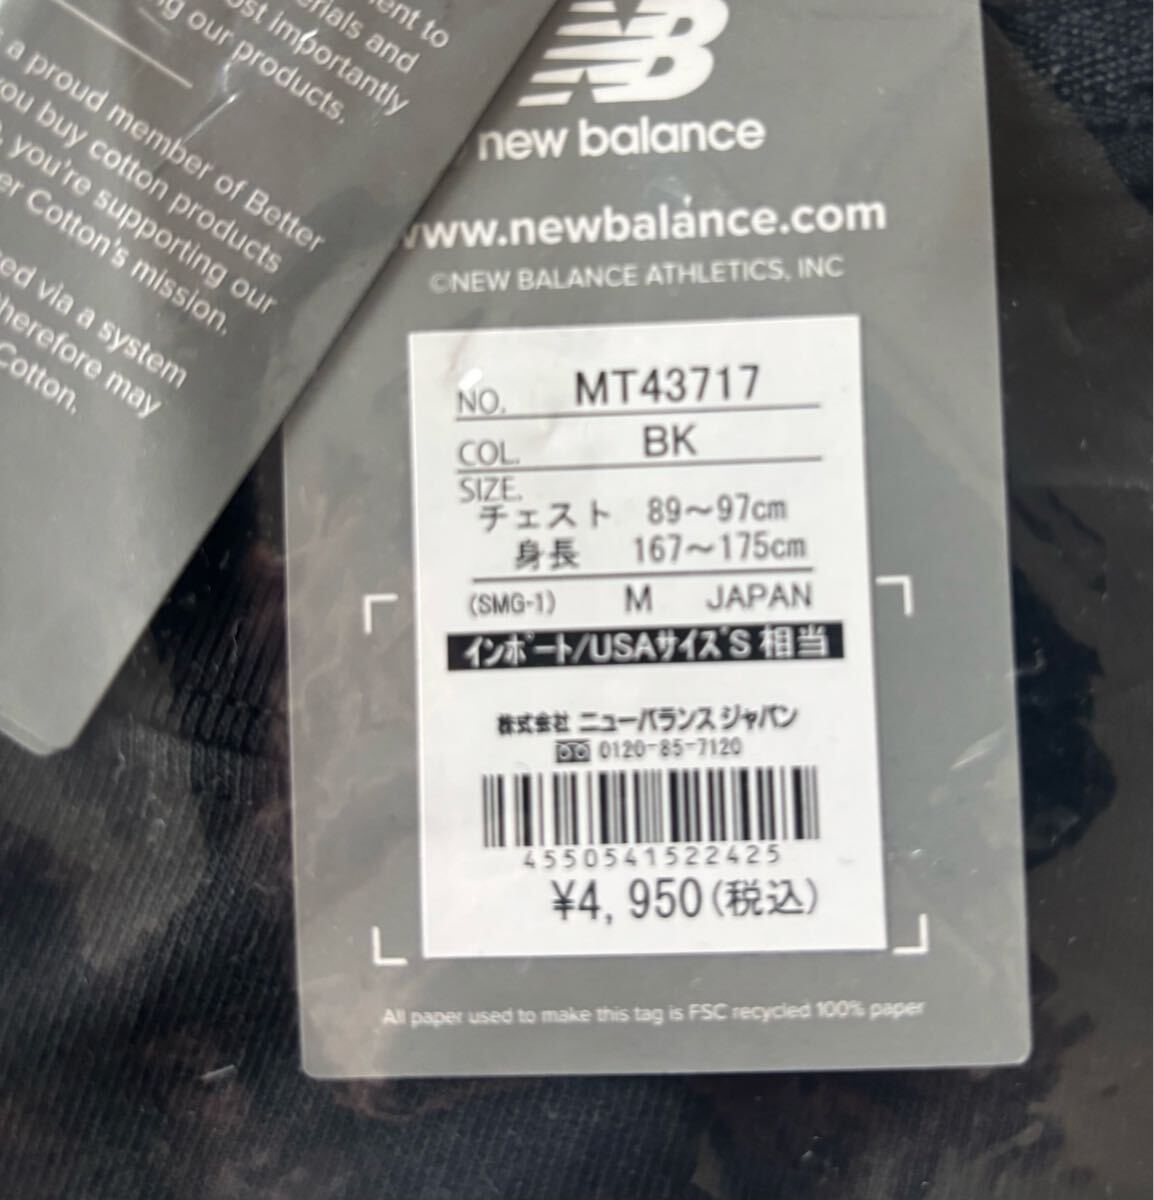 ent to
rials and
ost importantly
ng our products.
a proud member of Better
ou buy cotton products
you're supporting our
er Cotton's mission.
ced via a system
herefore may
Cotton.
NB
new balance
www.newbalance.com
©NEW BALANCE ATHLETICS, INC
NO. MT43717
COL. BK
SIZE.
チェスト 89～97cm
身長 167～175cm
(SMG-1) M JAPAN
インポート/USAサイズS 相当
株式会社 ニューバランス ジャパン
0120-85-7120
4550541522425
¥4,950(税込)
All paper used to make this tag is FSC recycled 100% paper